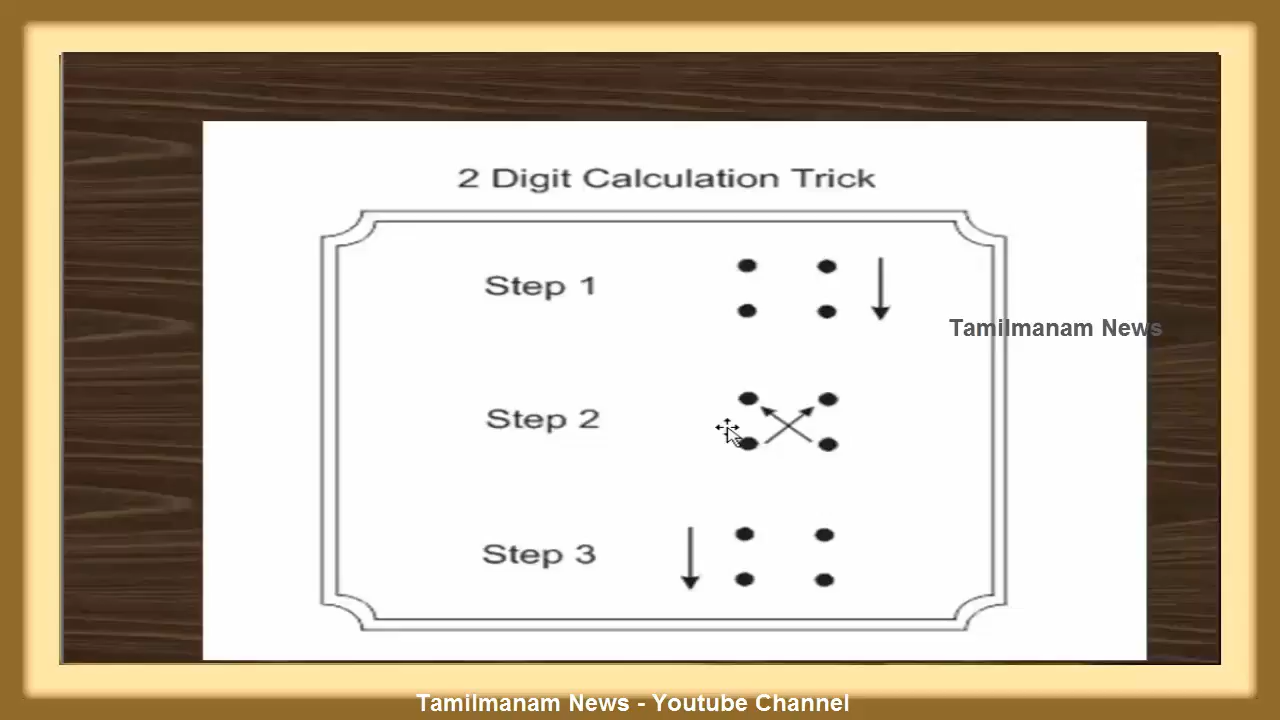 2 Digit Calculation Trick
Step 1
Tamilmanam News
Step 2
Step 3
Tamilmanam News - Youtube Channel